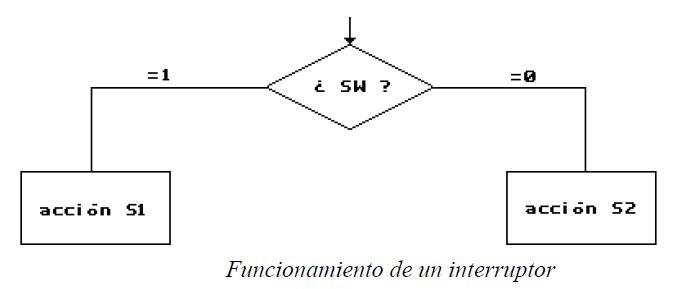 =1
¿ SW ?
=0
acción S1
acción S2
Funcionamiento de un interruptor